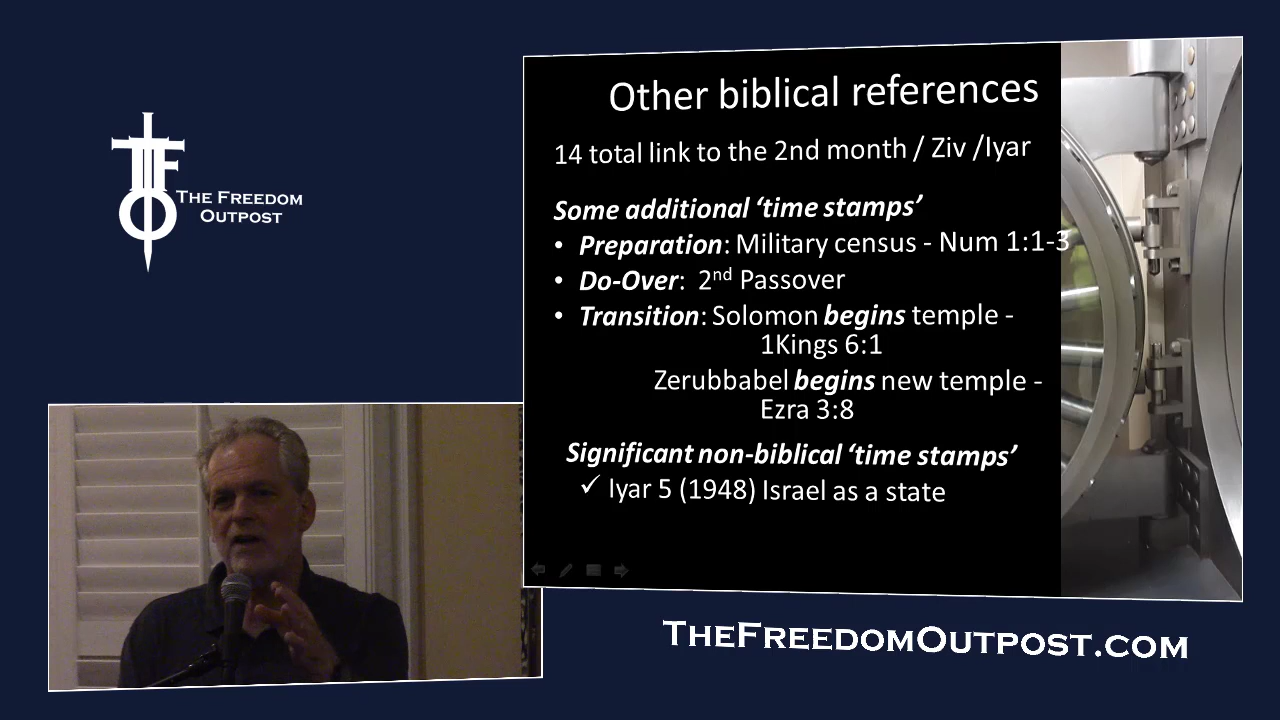 TF
THE FREEDOM
OUTPOST
Other biblical references
14 total link to the 2nd month / Ziv /Iyar
Some additional ‘time stamps’
• Preparation: Military census - Num 1:1-3
• Do-Over: 2nd Passover
• Transition: Solomon begins temple -
1Kings 6:1
Zerubbabel begins new temple -
Ezra 3:8
Significant non-biblical ‘time stamps’
✓ Iyar 5 (1948) Israel as a state
THEFREEDOMOUTPOST.COM